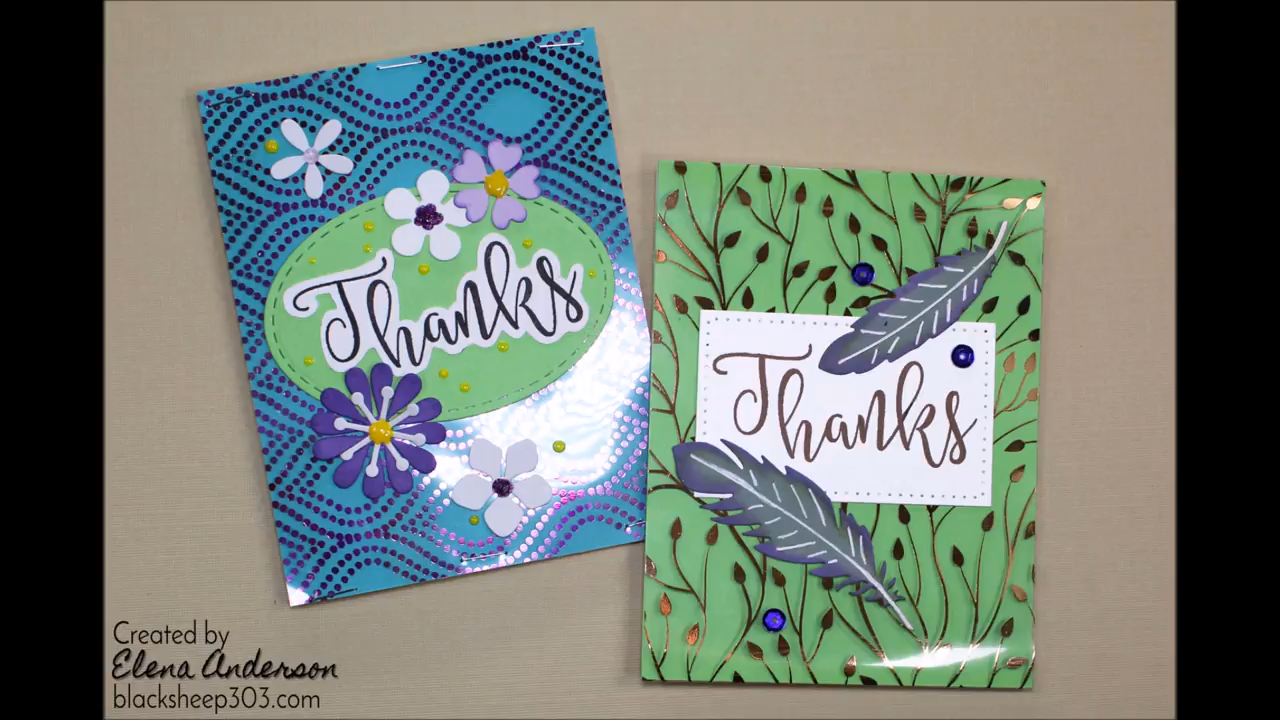 Thanks
Thanks
Created by
Elena Anderson
blacksheep303.com